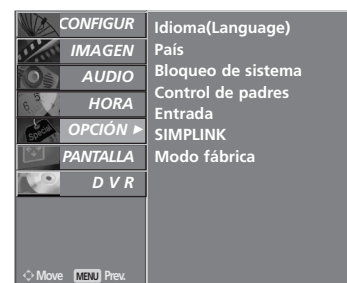 CONFIGUR
IMAGEN
AUDIO
HORA
Special
OPCIÓN ►
PANTALLA
D V R
Idioma(Language)
País
Bloqueo de sistema
Control de padres
Entrada
SIMPLINK
Modo fábrica
Move MENU Prev.